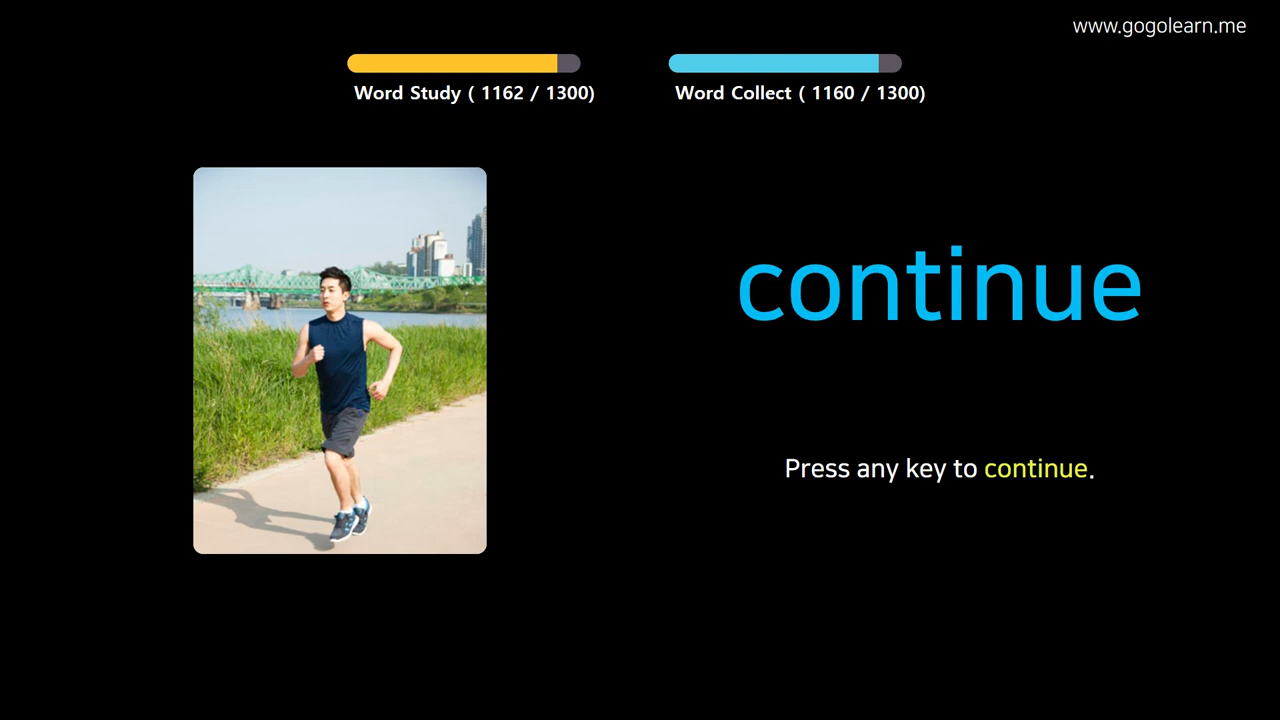 www.gogolearn.me
Word Study ( 1162 / 1300)
Word Collect ( 1160 / 1300)
continue
Press any key to continue.